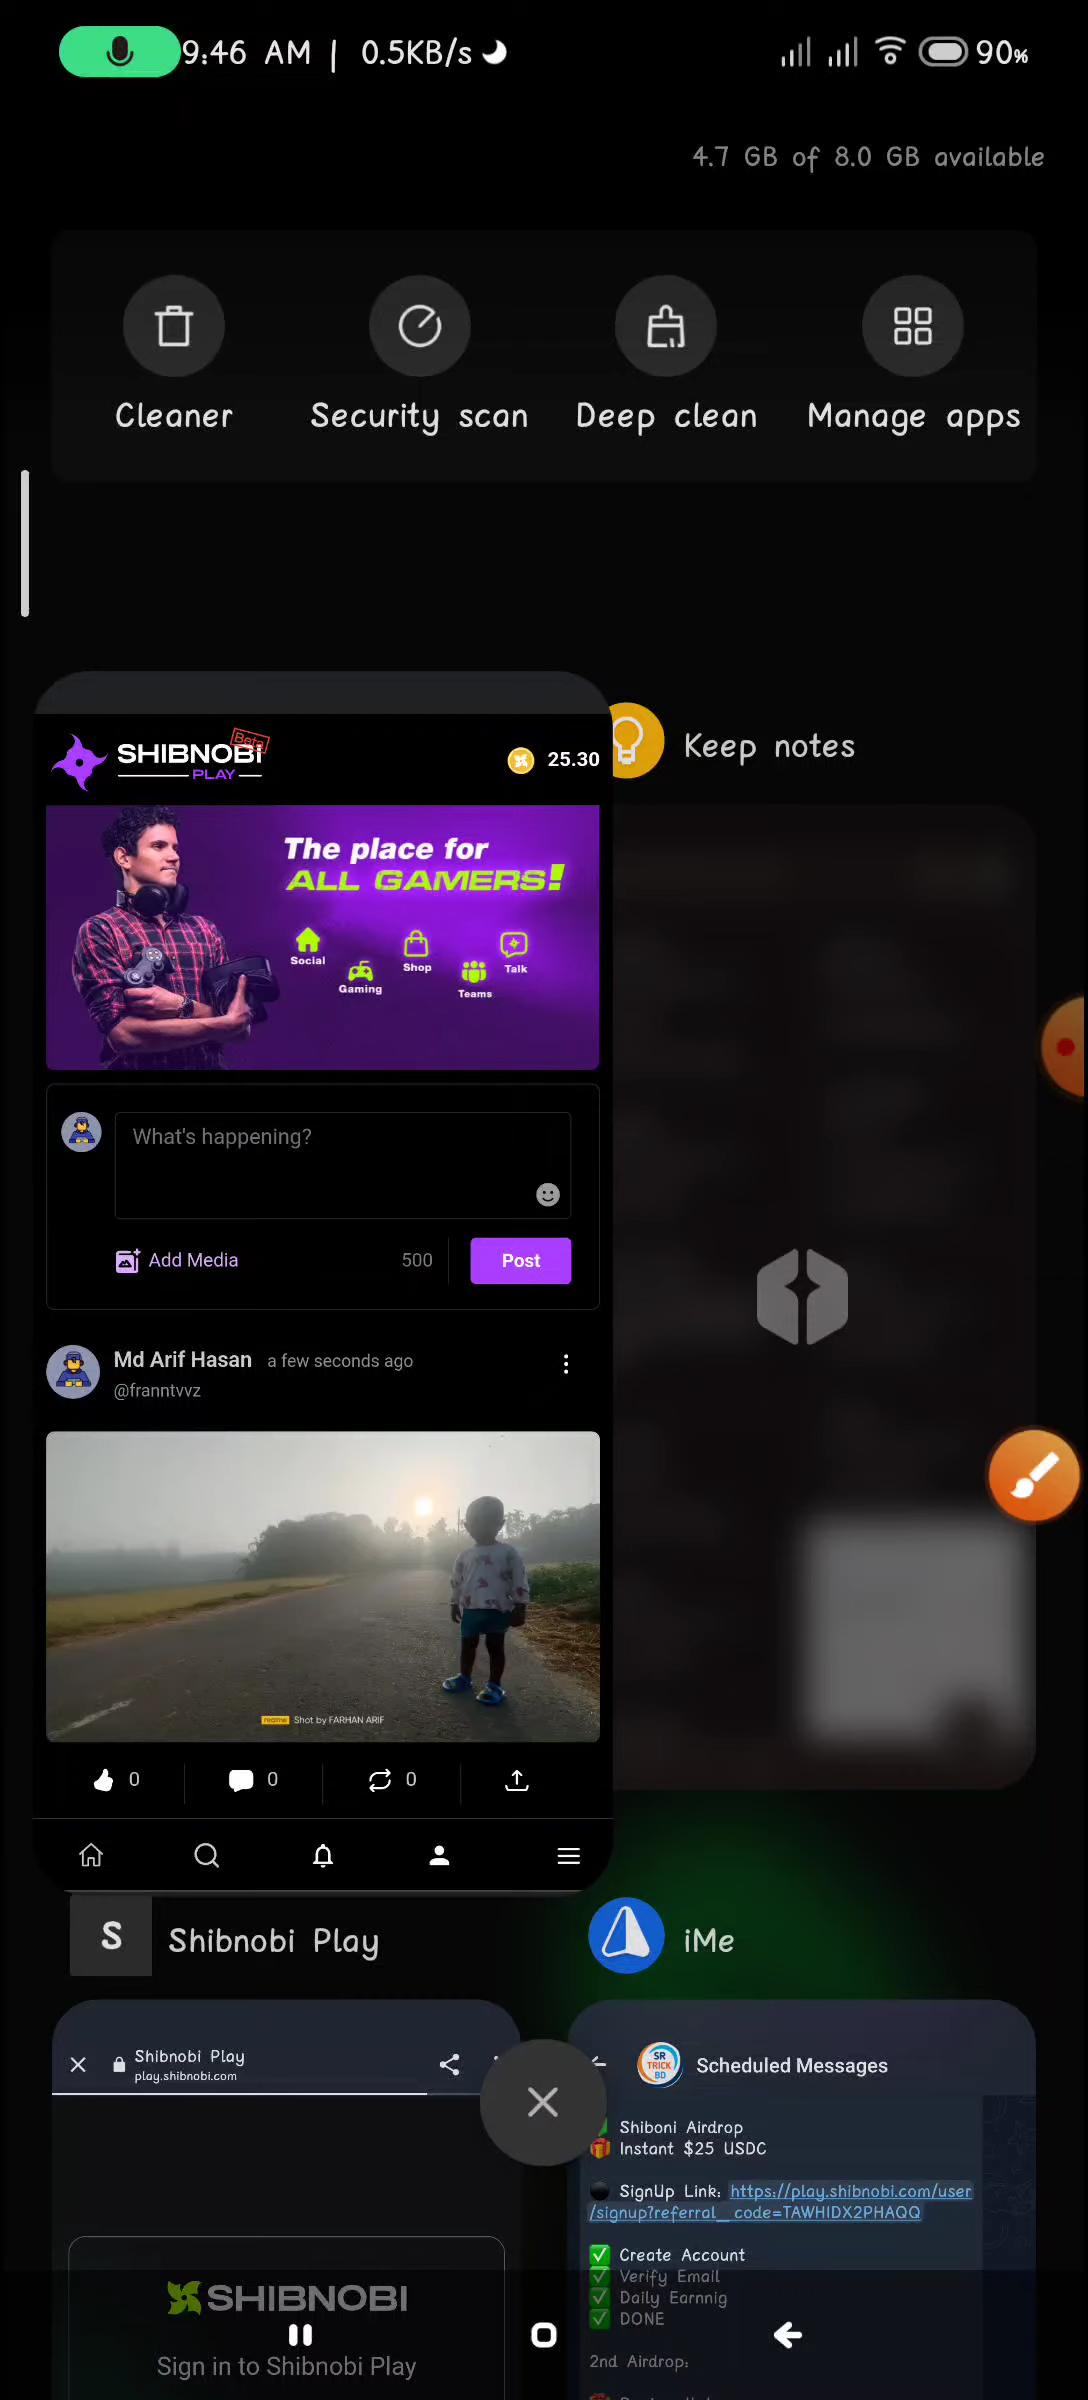 9:46 AM | 0.5KB/s
90%
4.7 GB of 8.0 GB available
Cleaner
Security scan
Deep clean
Manage apps
SHIBNOBI
Beta
PLAY
25.30
Keep notes
The place for
ALL GAMERS!
Social
Gaming
Shop
Teams
Talk
What's happening?
Add Media
500
Post
Md Arif Hasan a few seconds ago
@franntvvz
realme Shot by FARHAN ARIF
0
0
0
S
Shibnobi Play
iMe
Shibnobi Play
play.shibnobi.com
SHIBNOBI
Sign in to Shibnobi Play
SR
TRICK
BD
Scheduled Messages
Shiboni Airdrop
Instant $25 USDC
SignUp Link: https://play.shibnobi.com/user
/signup?referral_code=TAWHIDX2PHAQQ
Create Account
Verify Email
Daily Earnnig
DONE
2nd Airdrop: